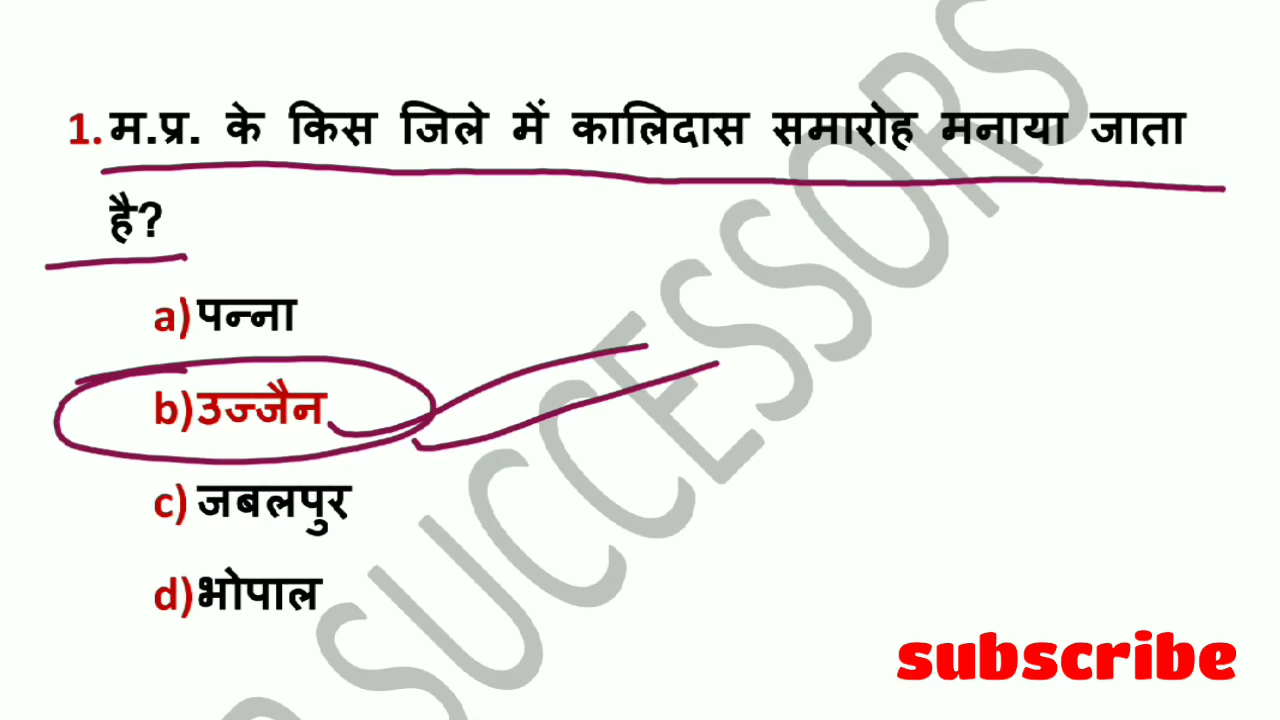 1. म.प्र. के किस जिले में कालिदास समारोह मनाया जाता
है?
a) पन्ना
b) उज्जैन
c) जबलपुर
d) भोपाल
SUCCESSORS
subscribe